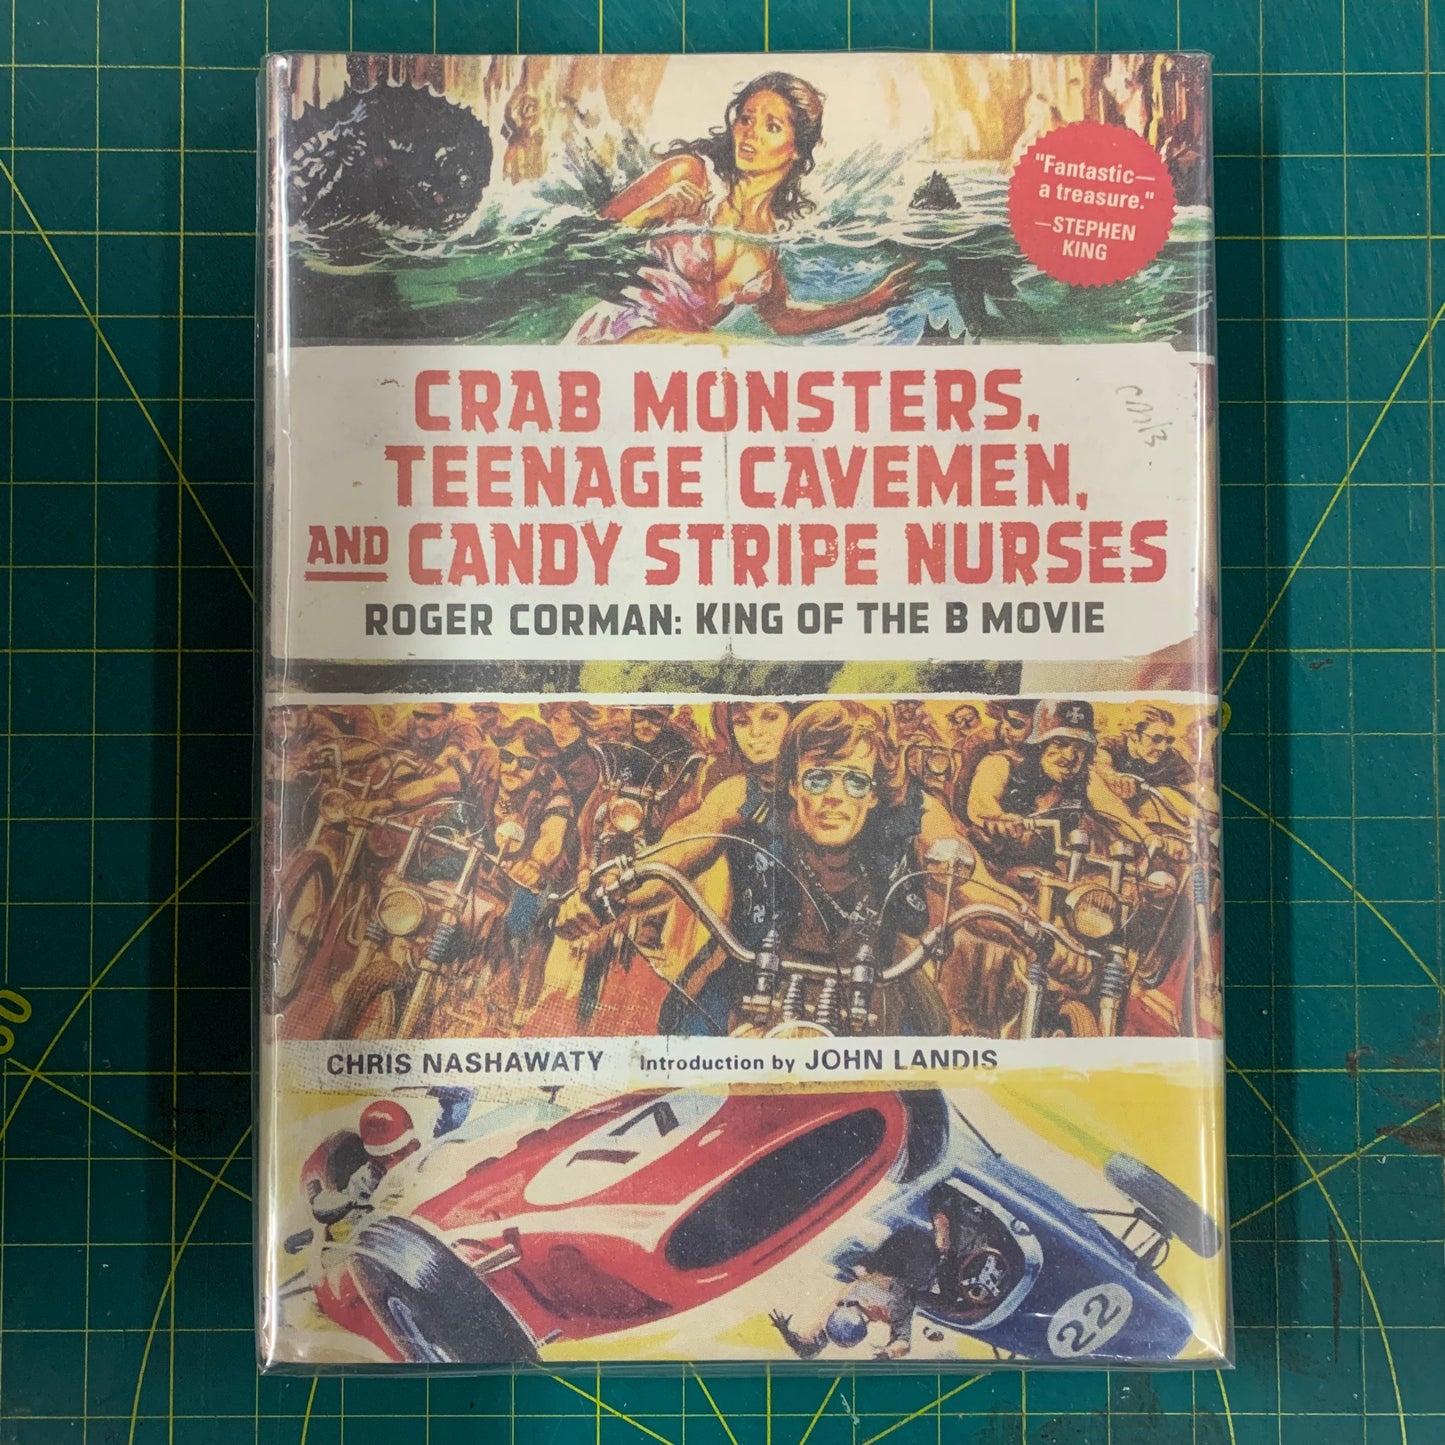 "Fantastic—
a treasure."
—STEPHEN
KING
CRAB MONSTERS,
TEENAGE CAVEMEN,
AND CANDY STRIPE NURSES
ROGER CORMAN: KING OF THE B MOVIE
CHRIS NASHAWATY Introduction by JOHN LANDIS
17
22